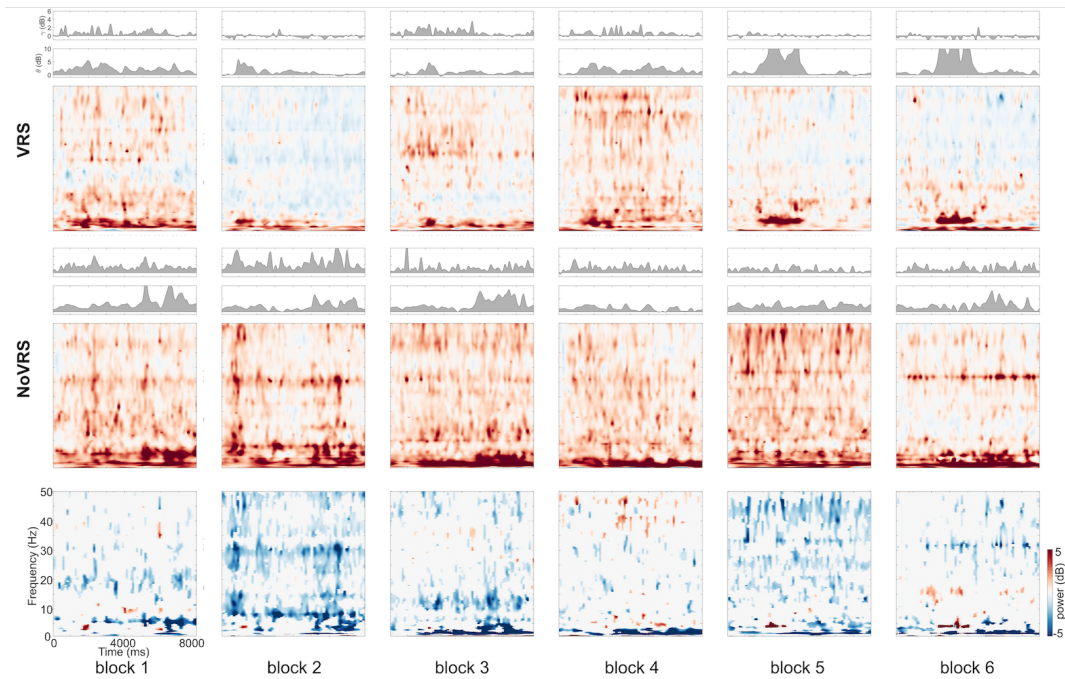 γ (dB)
6
4
2
0
θ (dB)
10
5
0
VRS
NoVRS
Frequency (Hz)
50
40
30
20
10
0
0 4000 8000
Time (ms)
5
power (dB)
-5
block 1 block 2 block 3 block 4 block 5 block 6